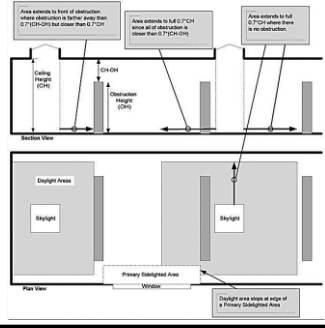 Area extends to front of obstruction
where obstruction is farther away than
0.7*(CH-OH) but closer than 0.7*CH
Area extends to full 0.7*CH
since all of obstruction is
closer than 0.7*(CH-OH)
Area extends to full
0.7*CH where there
is no obstruction.
Ceiling
Height
(CH)
CH-OH
Obstruction
Height
(OH)
Section View
Daylight Areas
Skylight
Skylight
Primary Sidelighted Area
Window
Plan View
Daylight area stops at edge of
a Primary Sidelighted Area